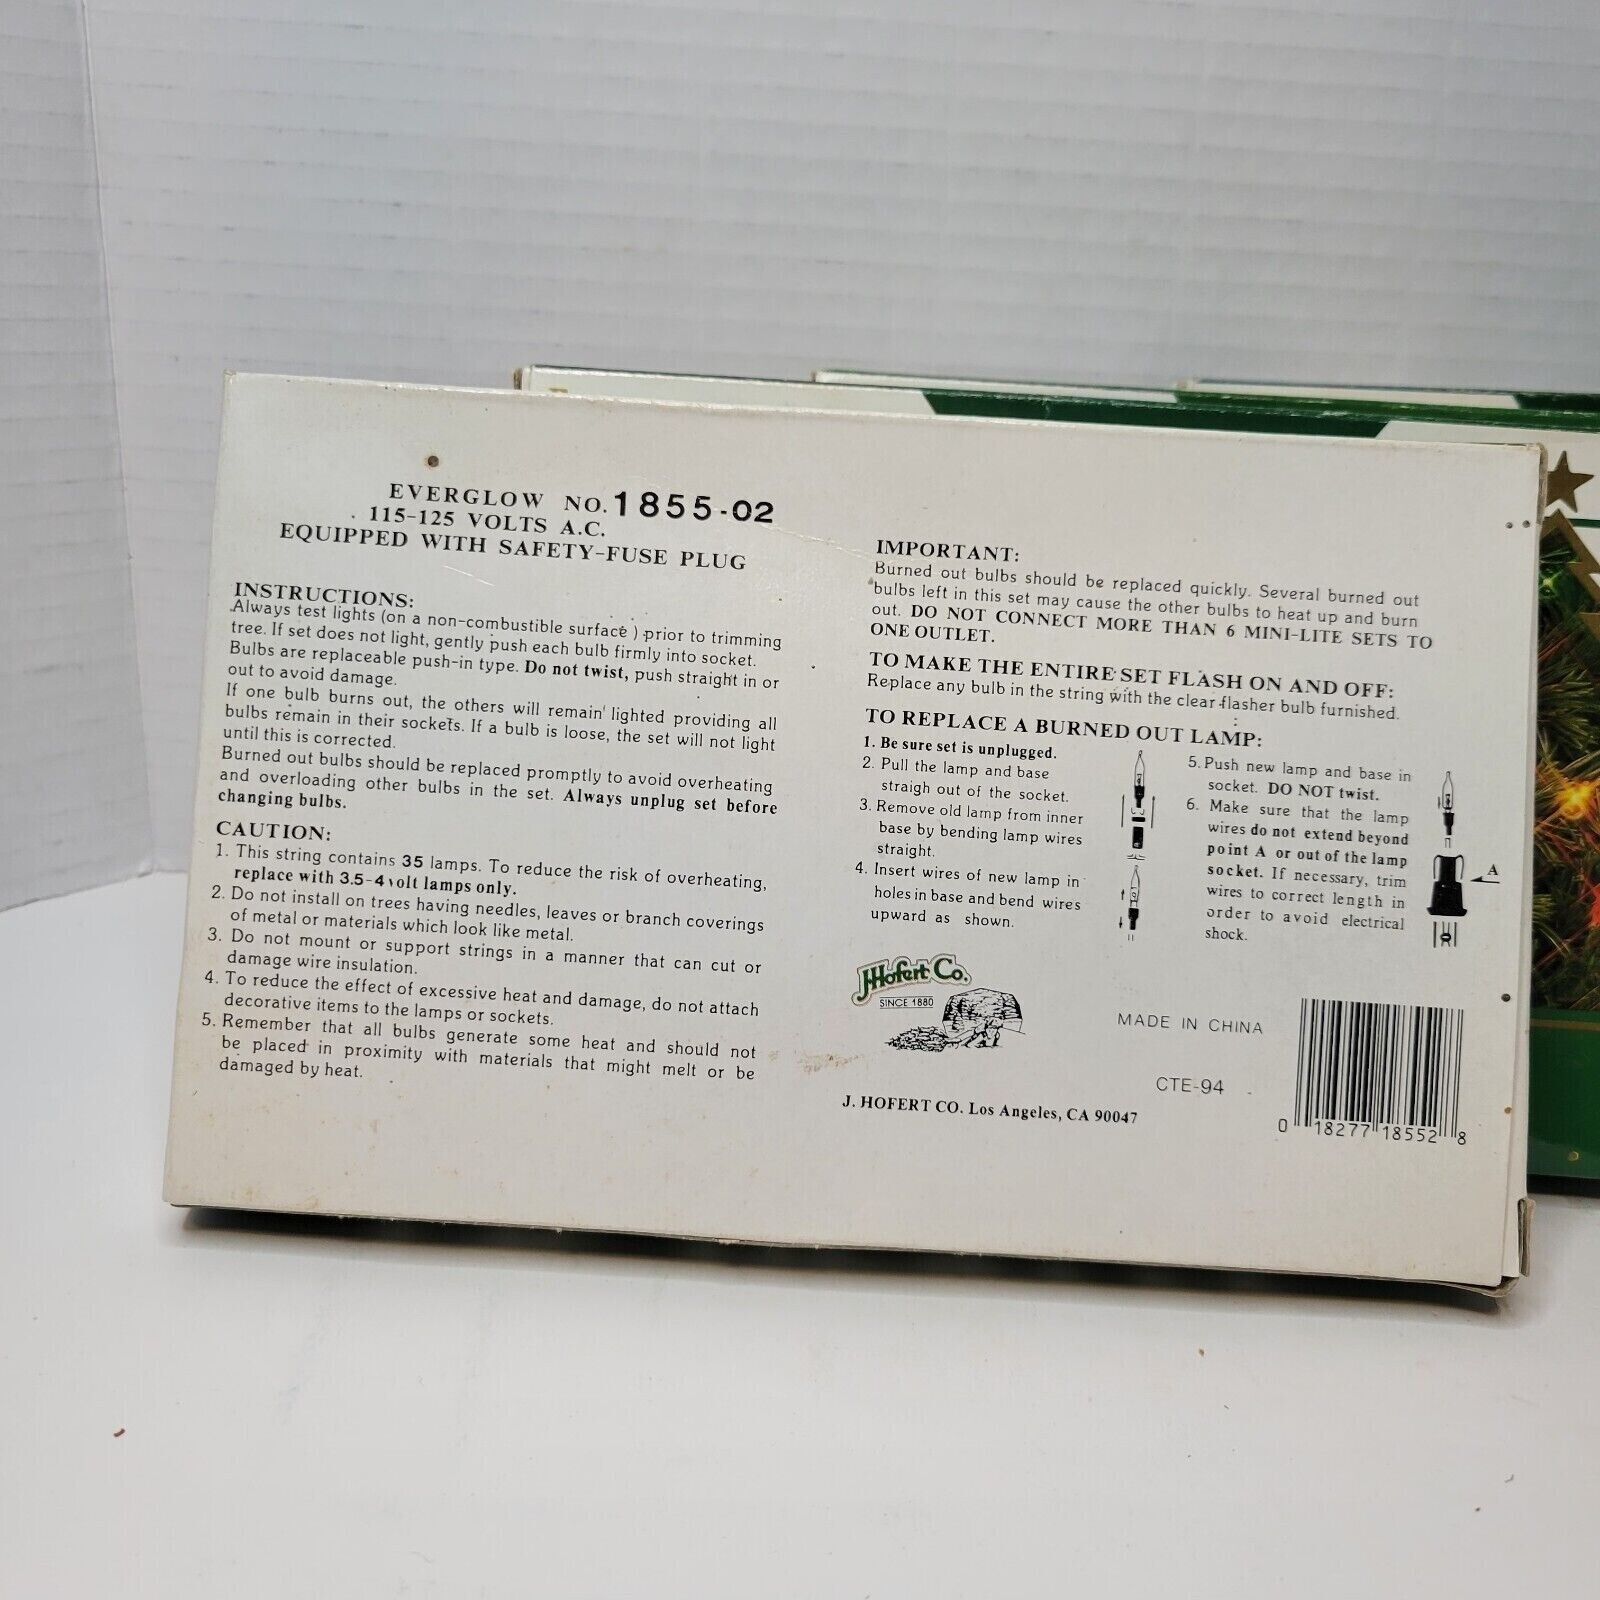 EVERGLOW NO. 1855-02
115-125 VOLTS A.C.
EQUIPPED WITH SAFETY-FUSE PLUG
INSTRUCTIONS:
Always test lights (on a non-combustible surface ) prior to trimming
tree. If set does not light, gently push each bulb firmly into socket.
Bulbs are replaceable push-in type. Do not twist, push straight in or
out to avoid damage.
If one bulb burns out, the others will remain lighted providing all
bulbs remain in their sockets. If a bulb is loose, the set will not light
until this is corrected.
Burned out bulbs should be replaced promptly to avoid overheating
and overloading other bulbs in the set. Always unplug set before
changing bulbs.
CAUTION:
1. This string contains 35 lamps. To reduce the risk of overheating,
replace with 3.5-4 volt lamps only.
2. Do not install on trees having needles, leaves or branch coverings
of metal or materials which look like metal.
3. Do not mount or support strings in a manner that can cut or
damage wire insulation.
4. To reduce the effect of excessive heat and damage, do not attach
decorative items to the lamps or sockets.
5. Remember that all bulbs generate some heat and should not
be placed in proximity with materials that might melt or be
damaged by heat.
IMPORTANT:
Burned out bulbs should be replaced quickly. Several burned out
bulbs left in this set may cause the other bulbs to heat up and burn
out. DO NOT CONNECT MORE THAN 6 MINI-LITE SETS TO
ONE OUTLET.
TO MAKE THE ENTIRE SET FLASH ON AND OFF:
Replace any bulb in the string with the clear flasher bulb furnished.
TO REPLACE A BURNED OUT LAMP:
1. Be sure set is unplugged.
2. Pull the lamp and base
straigh out of the socket.
3. Remove old lamp from inner
base by bending lamp wires
straight.
4. Insert wires of new lamp in
holes in base and bend wires
upward as shown.
5. Push new lamp and base in
socket. DO NOT twist.
6. Make sure that the lamp
wires do not extend beyond
point A or out of the lamp
socket. If necessary, trim
wires to correct length in
order to avoid electrical
shock.
A
J.Hofert Co.
SINCE 1880
MADE IN CHINA
CTE-94
J. HOFERT CO. Los Angeles, CA 90047
0 18277 18552 8